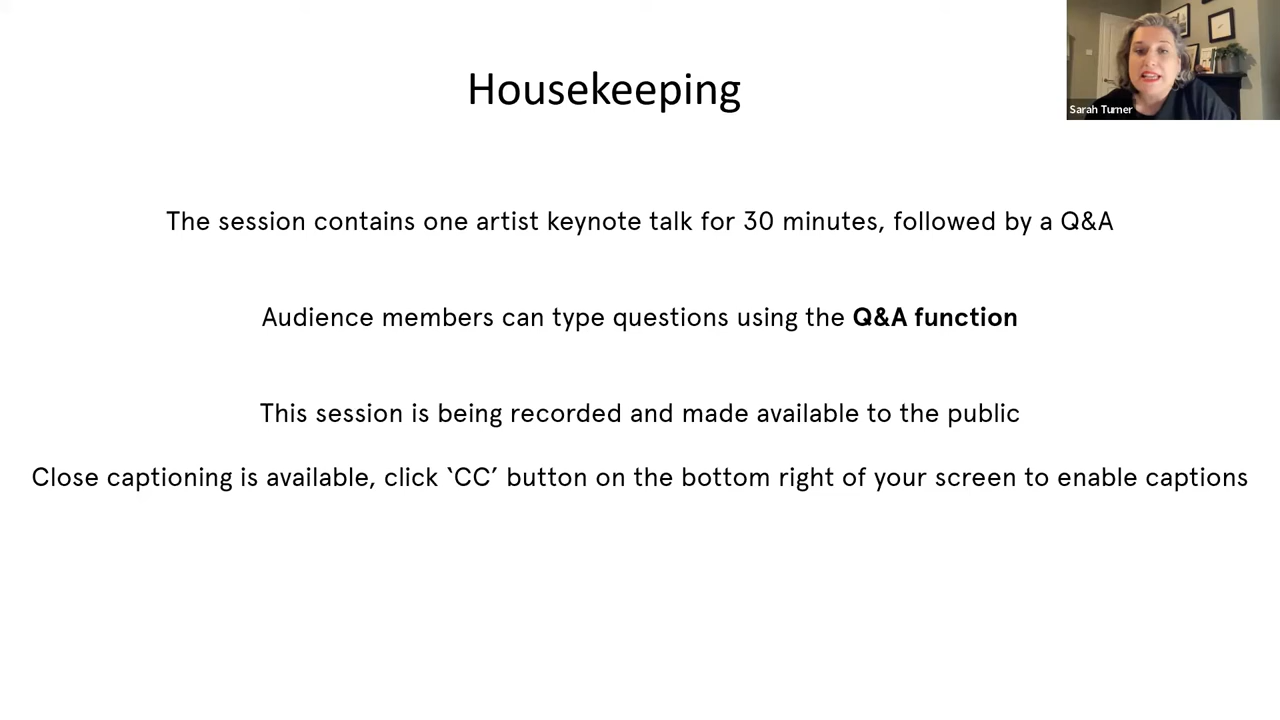 Housekeeping
Sarah Turner
The session contains one artist keynote talk for 30 minutes, followed by a Q&A
Audience members can type questions using the Q&A function
This session is being recorded and made available to the public
Close captioning is available, click ‘CC’ button on the bottom right of your screen to enable captions